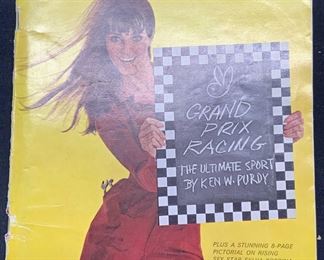 GRAND
PRIX
RACING
THE ULTIMATE SPORT
BY KEN W. PURDY
PLUS A STUNNING 8-PAGE
PICTORIAL ON RISING
SEX STAR